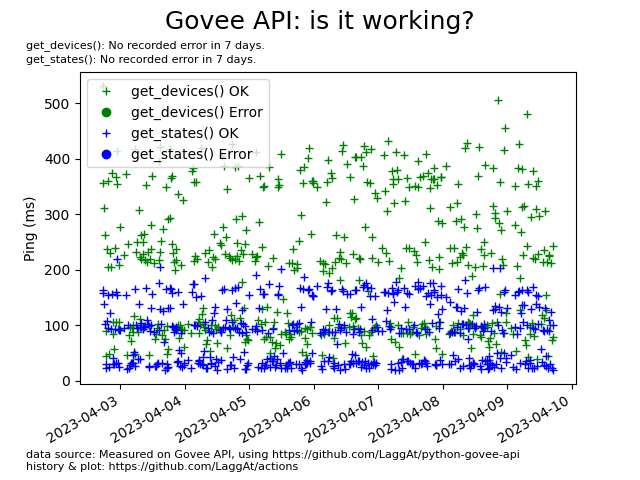 Govee API: is it working?
get_devices(): No recorded error in 7 days.
get_states(): No recorded error in 7 days.
get_devices() OK
get_devices() Error
get_states() OK
get_states() Error
Ping (ms)
500
400
300
200
100
0
2023-04-03
2023-04-04
2023-04-05
2023-04-06
2023-04-07
2023-04-08
2023-04-09
2023-04-10
data source: Measured on Govee API, using https://github.com/LaggAt/python-govee-api
history & plot: https://github.com/LaggAt/actions